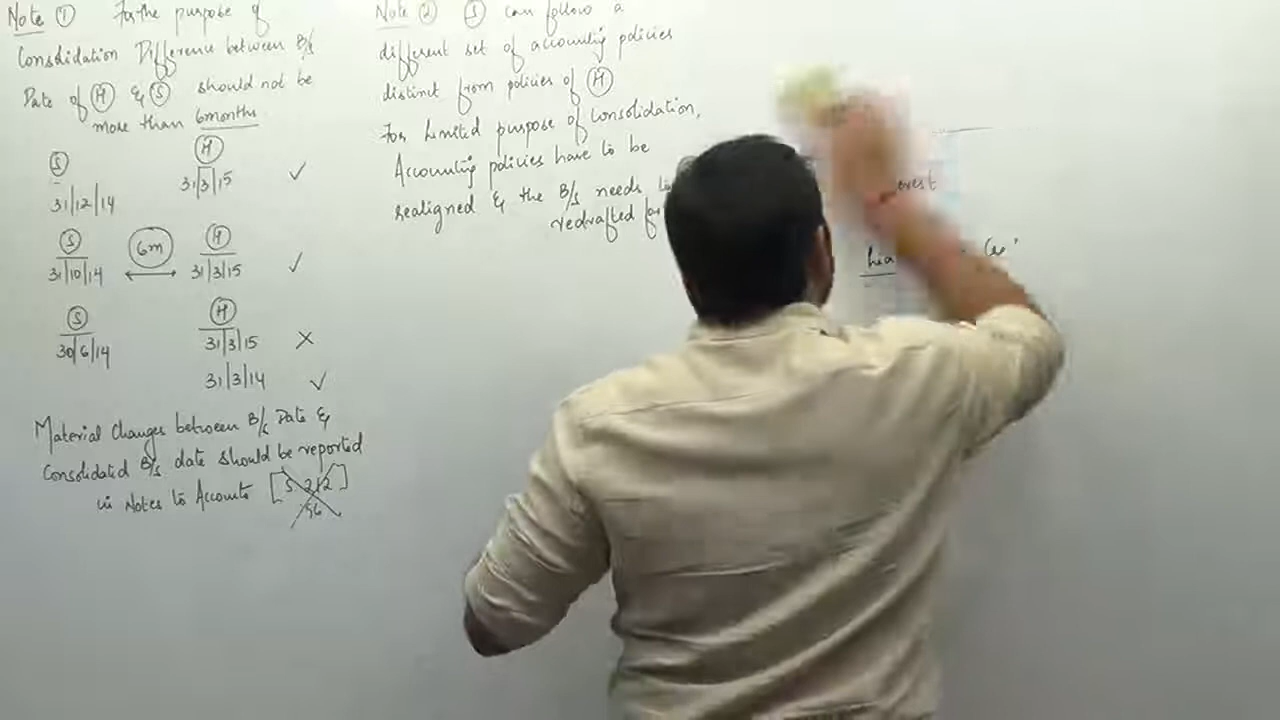 Note ① For the purpose of
Consolidation Difference between B/s
Date of Ⓗ & Ⓢ should not be
more than 6months
Ⓢ Ⓗ
31/12/14 31/3/15 ✓
Ⓢ 6m Ⓗ
31/10/14 31/3/15 ✓
Ⓢ Ⓗ
30/6/14 31/3/15 ✗
31/3/14 ✓
Material Changes between B/s Date &
Consolidated B/s date should be reported
in Notes to Accounts [S. 212]
Note ② Ⓢ can follow a
different set of accounting policies
distinct from policies of Ⓗ
For limited purpose of consolidation,
Accounting policies have to be
realigned & the B/s needs to
redrafted for